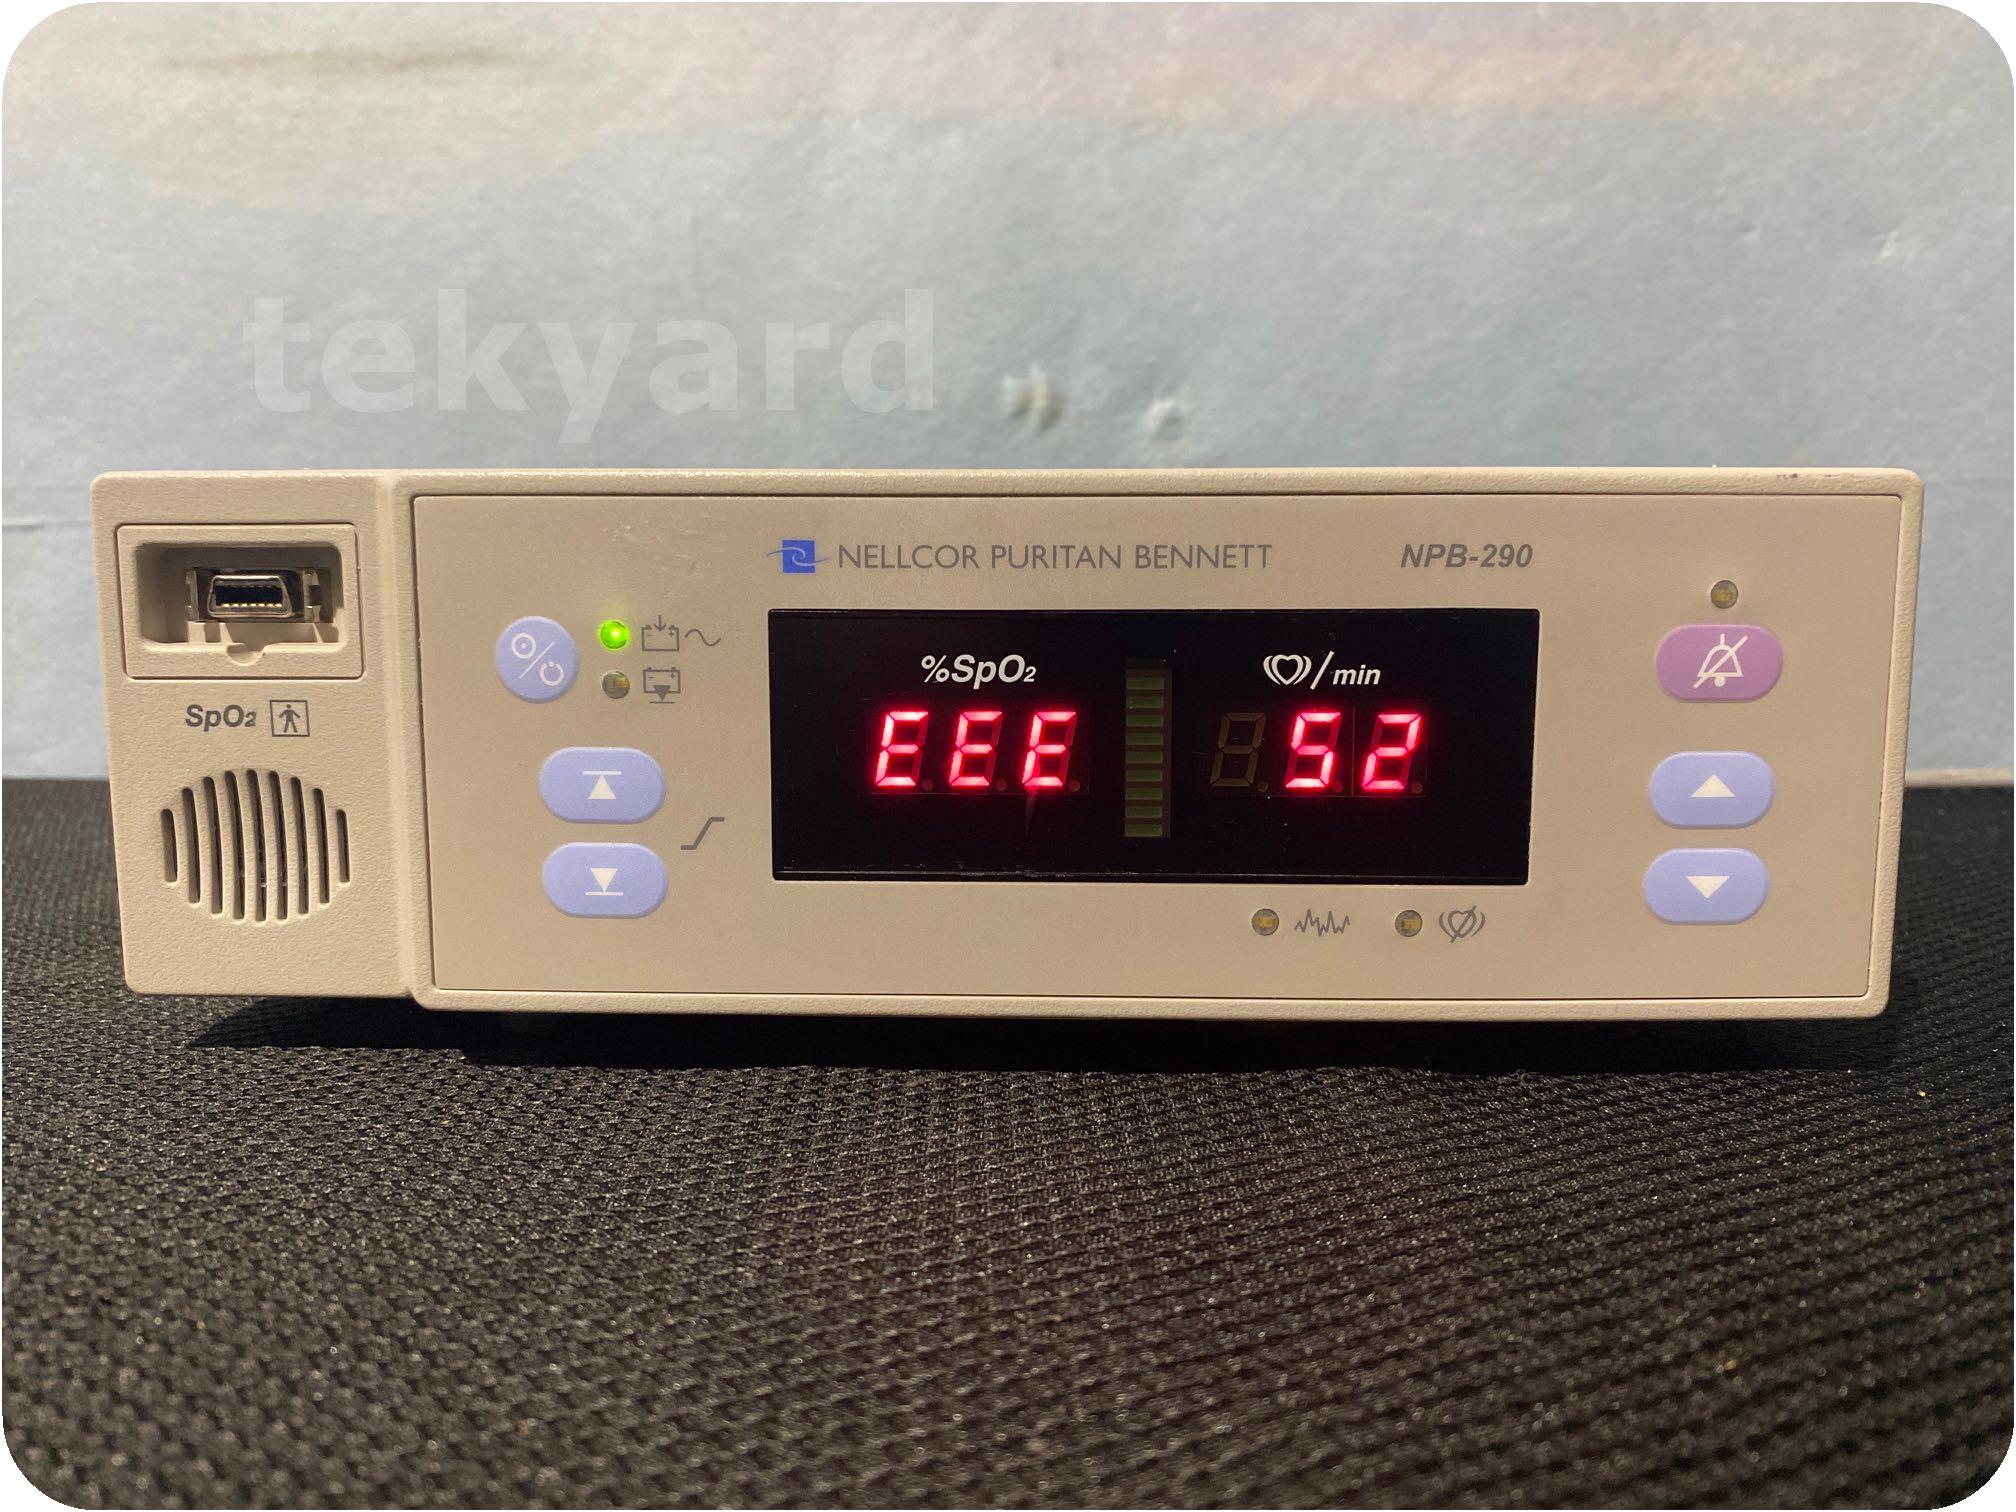 tekyard
NELLCOR PURITAN BENNETT NPB-290
%SpO2 /min
EEE 52
SpO2